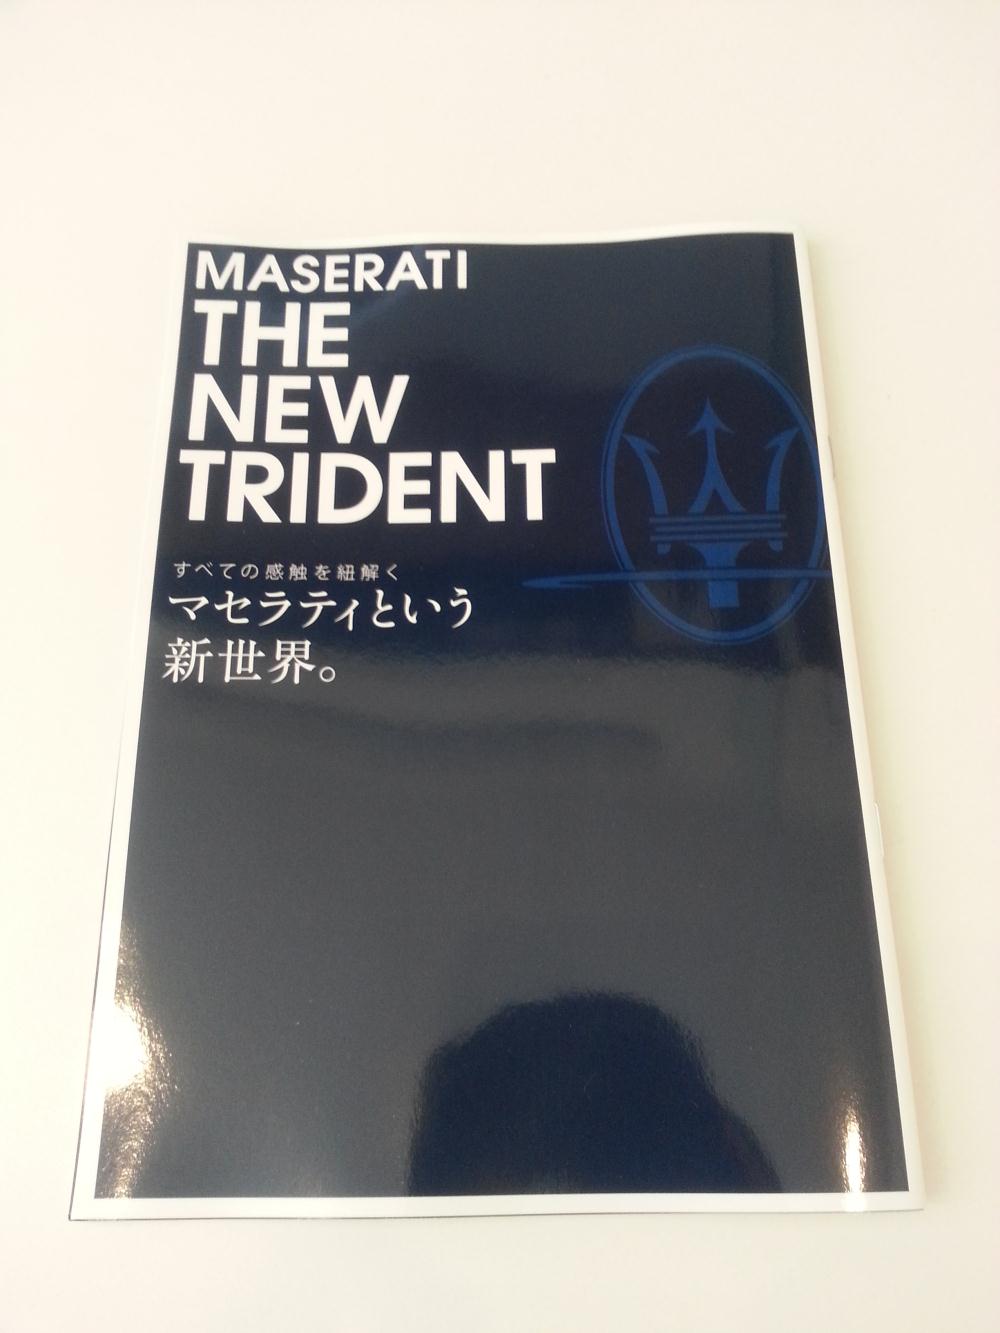 MASERATI
THE
NEW
TRIDENT
すべての感触を紐解く
マセラティという
新世界。